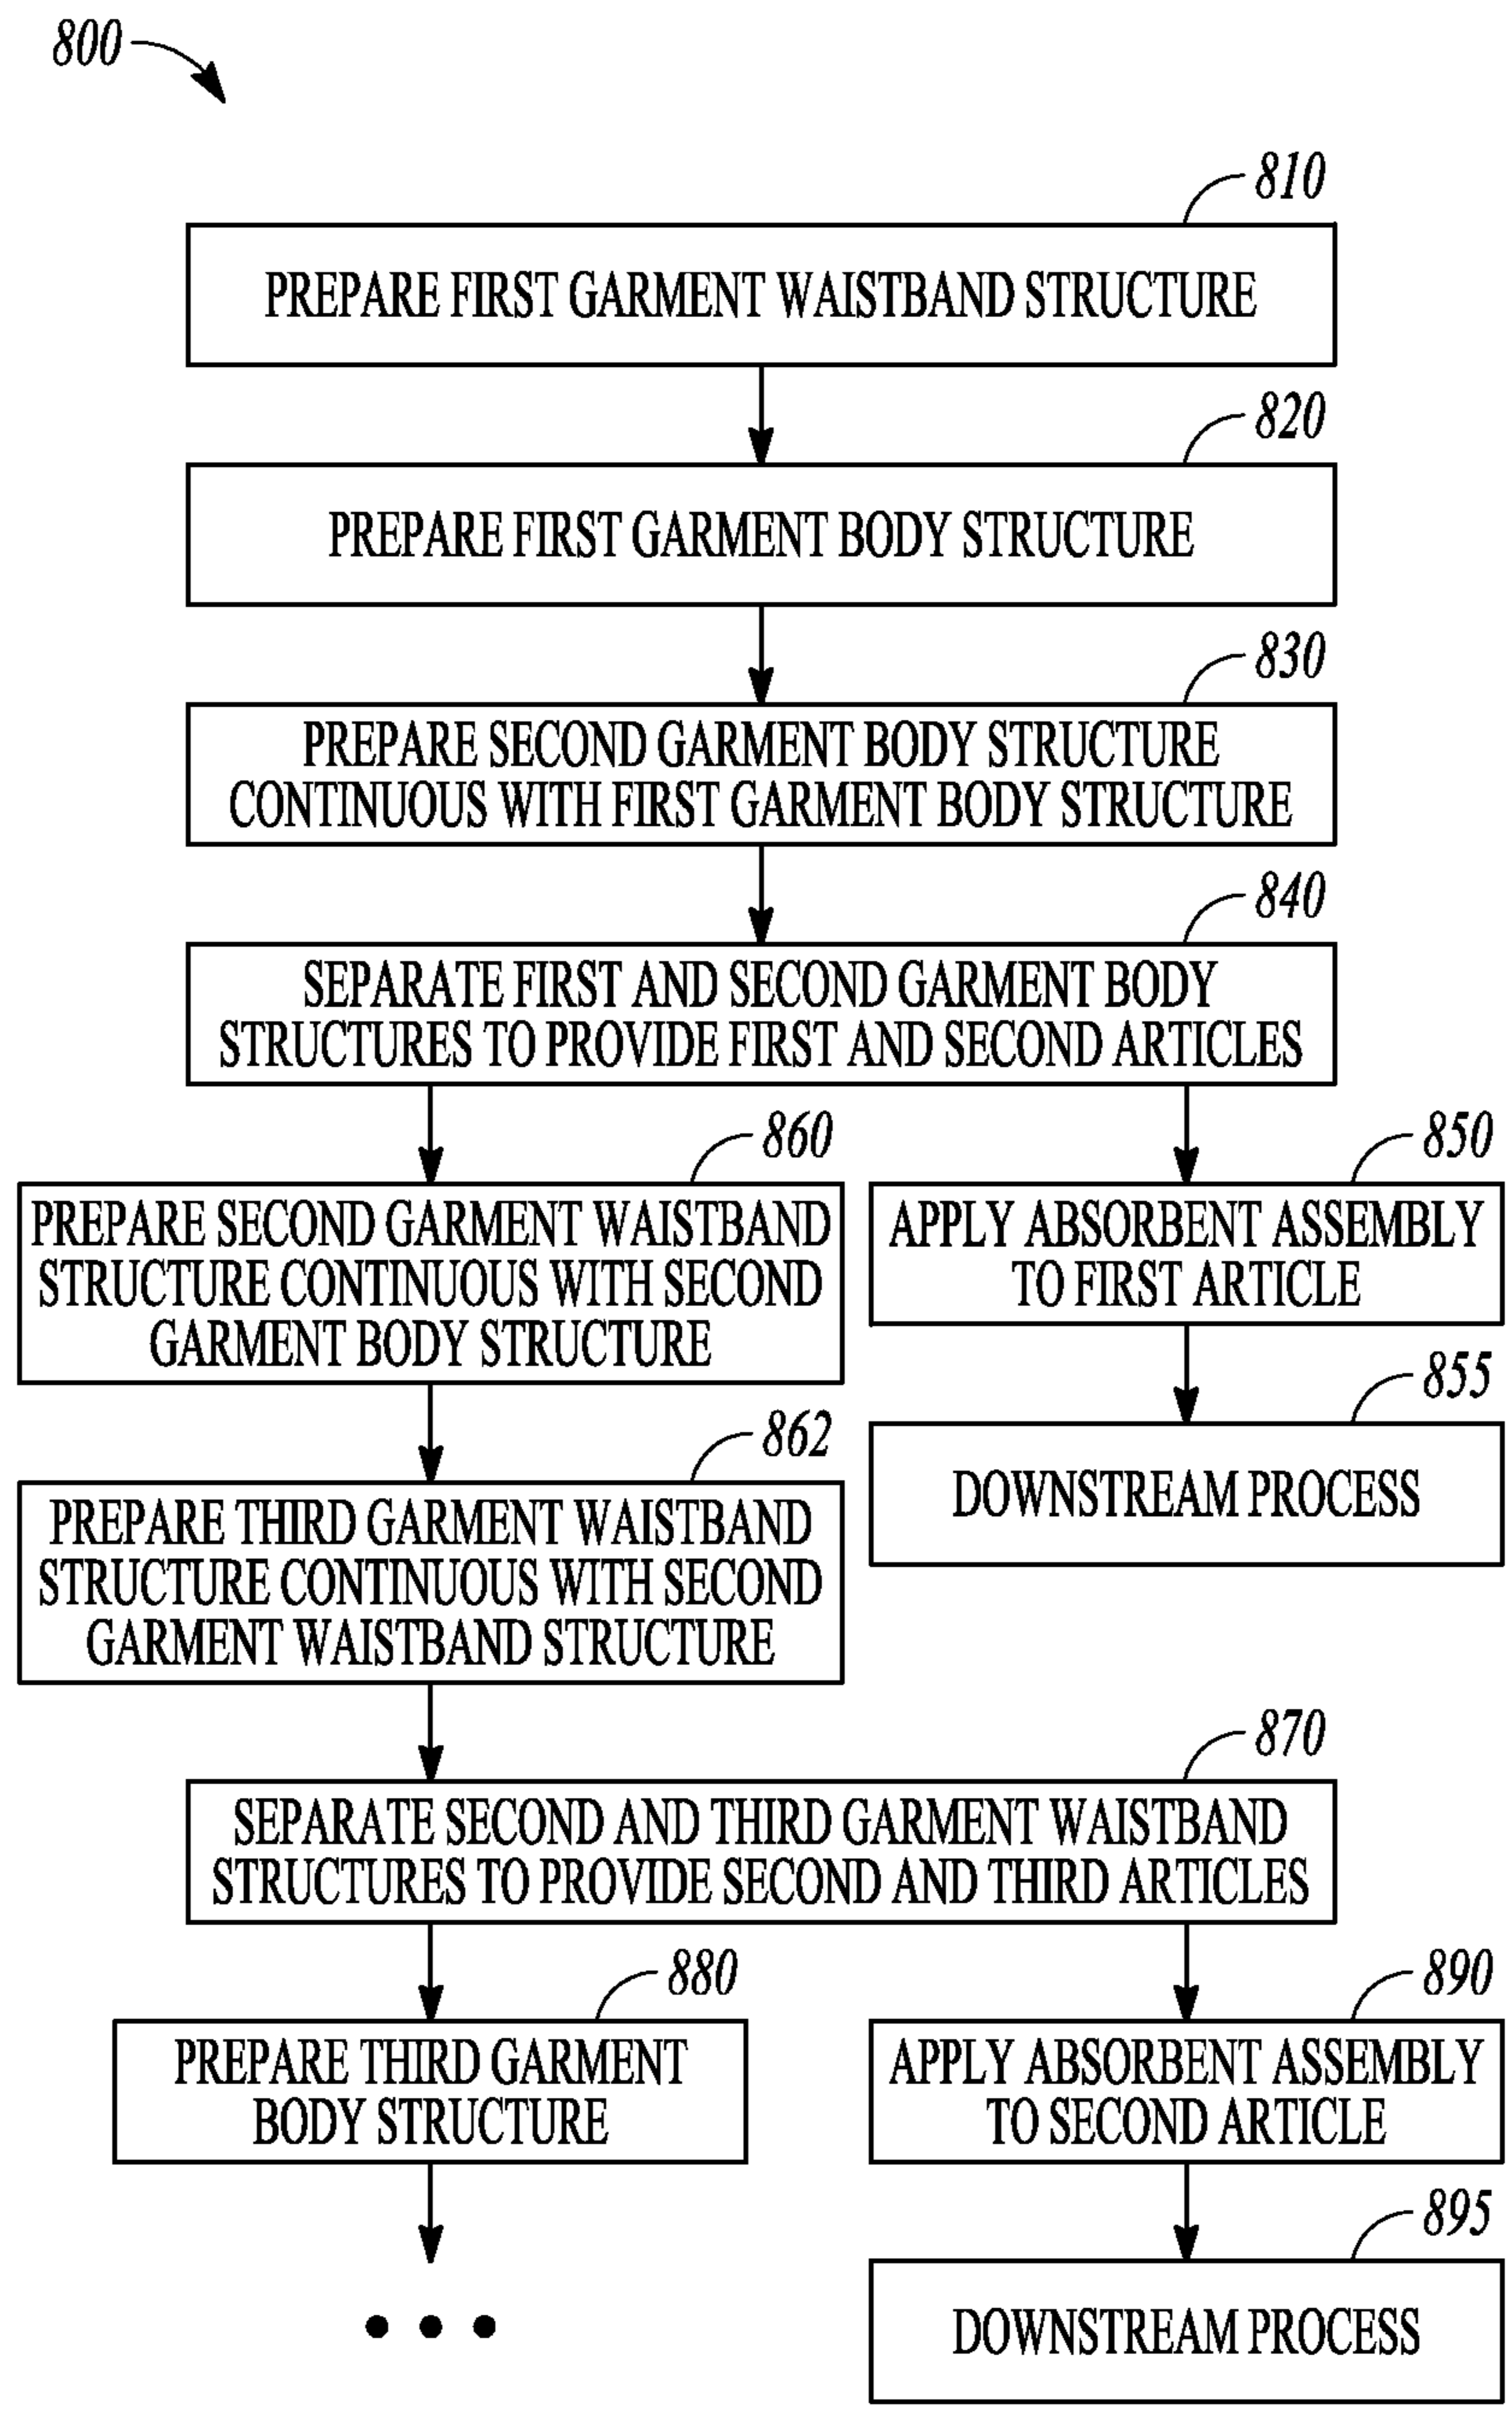 800
810
PREPARE FIRST GARMENT WAISTBAND STRUCTURE
820
PREPARE FIRST GARMENT BODY STRUCTURE
830
PREPARE SECOND GARMENT BODY STRUCTURE
CONTINUOUS WITH FIRST GARMENT BODY STRUCTURE
840
SEPARATE FIRST AND SECOND GARMENT BODY
STRUCTURES TO PROVIDE FIRST AND SECOND ARTICLES
860
PREPARE SECOND GARMENT WAISTBAND
STRUCTURE CONTINUOUS WITH SECOND
GARMENT BODY STRUCTURE
850
APPLY ABSORBENT ASSEMBLY
TO FIRST ARTICLE
855
DOWNSTREAM PROCESS
862
PREPARE THIRD GARMENT WAISTBAND
STRUCTURE CONTINUOUS WITH SECOND
GARMENT WAISTBAND STRUCTURE
870
SEPARATE SECOND AND THIRD GARMENT WAISTBAND
STRUCTURES TO PROVIDE SECOND AND THIRD ARTICLES
880
PREPARE THIRD GARMENT
BODY STRUCTURE
890
APPLY ABSORBENT ASSEMBLY
TO SECOND ARTICLE
895
DOWNSTREAM PROCESS